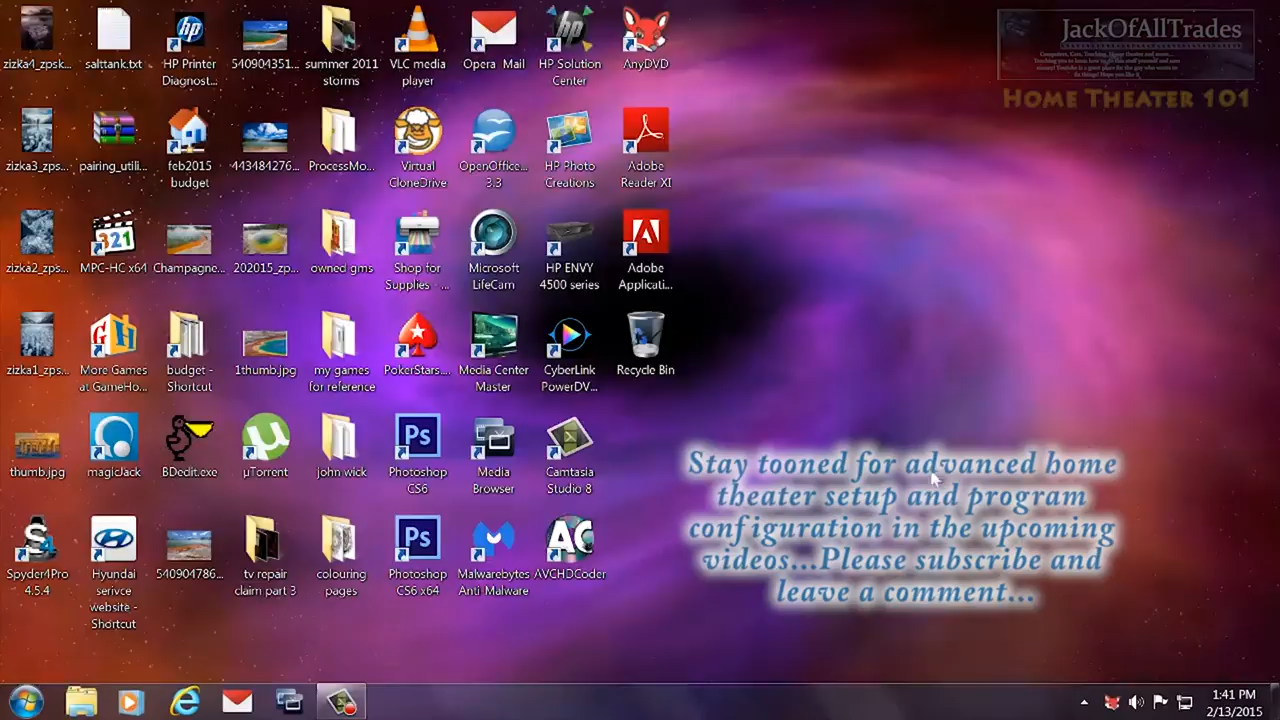 zizka4_zpsk...
salttank.txt
HP Printer
Diagnost...
540904351...
summer 2011
storms
VLC media
player
Opera Mail
HP Solution
Center
AnyDVD
JackOfAllTrades
Home Theater 101
zizka3_zps...
pairing_utili...
feb2015
budget
443484276...
ProcessMo...
Virtual
CloneDrive
OpenOffice...
3.3
HP Photo
Creations
Adobe
Reader XI
zizka2_zps...
321
MPC-HC x64
Champagne...
202015_zp...
owned gms
Shop for
Supplies - ...
Microsoft
LifeCam
HP ENVY
4500 series
Adobe
Applicati...
zizka1_zps...
GH
More Games
at GameHo...
budget -
Shortcut
1thumb.jpg
my games
for reference
PokerStars....
Media Center
Master
CyberLink
PowerDV...
Recycle Bin
thumb.jpg
magicJack
BDedit.exe
µTorrent
john wick
Ps
Photoshop
CS6
Media
Browser
Camtasia
Studio 8
Stay tooned for advanced home
theater setup and program
configuration in the upcoming
videos...Please subscribe and
leave a comment...
S4
Spyder4Pro
4.5.4
Hyundai
serivce
website -
Shortcut
540904786...
tv repair
claim part 3
colouring
pages
Ps
Photoshop
CS6 x64
Malwarebytes
Anti-Malware
AC
AVCHDCoder
1:41 PM
2/13/2015